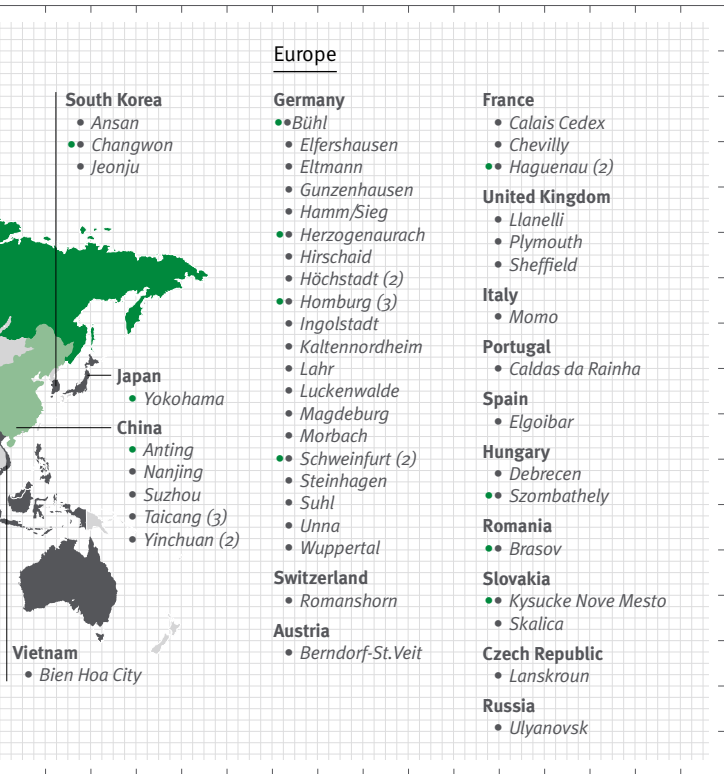 South Korea
• Ansan
•• Changwon
• Jeonju
Japan
• Yokohama
China
• Anting
• Nanjing
• Suzhou
• Taicang (3)
• Yinchuan (2)
Vietnam
• Bien Hoa City
Europe
Germany
••Bühl
• Elfershausen
• Eltmann
• Gunzenhausen
• Hamm/Sieg
•• Herzogenaurach
• Hirschaid
• Höchstadt (2)
•• Homburg (3)
• Ingolstadt
• Kaltennordheim
• Lahr
• Luckenwalde
• Magdeburg
• Morbach
•• Schweinfurt (2)
• Steinhagen
• Suhl
• Unna
• Wuppertal
Switzerland
• Romanshorn
Austria
• Berndorf-St.Veit
France
• Calais Cedex
• Chevilly
•• Haguenau (2)
United Kingdom
• Llanelli
• Plymouth
• Sheffield
Italy
• Momo
Portugal
• Caldas da Rainha
Spain
• Elgoibar
Hungary
• Debrecen
•• Szombathely
Romania
•• Brasov
Slovakia
•• Kysucke Nove Mesto
• Skalica
Czech Republic
• Lanskroun
Russia
• Ulyanovsk